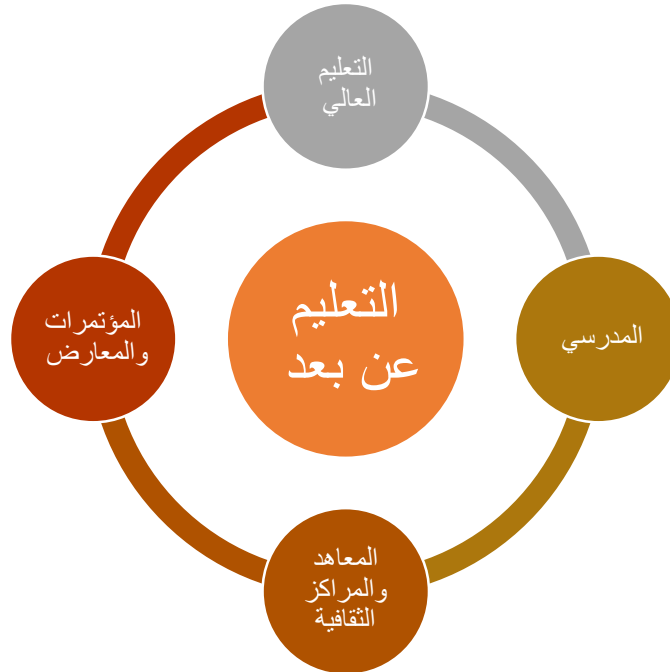 التعليم
العالي
المدرسي
التعليم
عن بعد
المؤتمرات
والمعارض
المعاهد
والمراكز
الثقافية